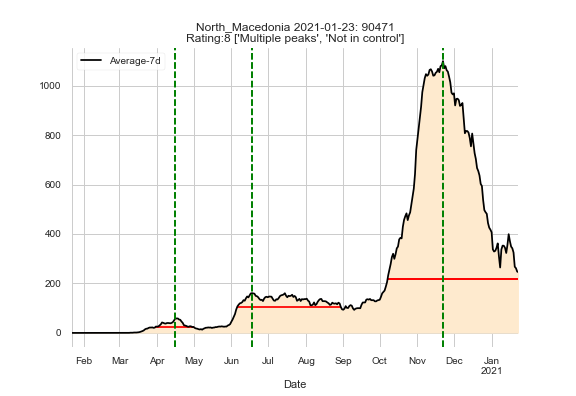 North_Macedonia 2021-01-23: 90471
Rating:8 ['Multiple peaks', 'Not in control']
Average-7d
1000
800
600
400
200
0
Feb Mar Apr May Jun Jul Aug Sep Oct Nov Dec Jan
2021
Date